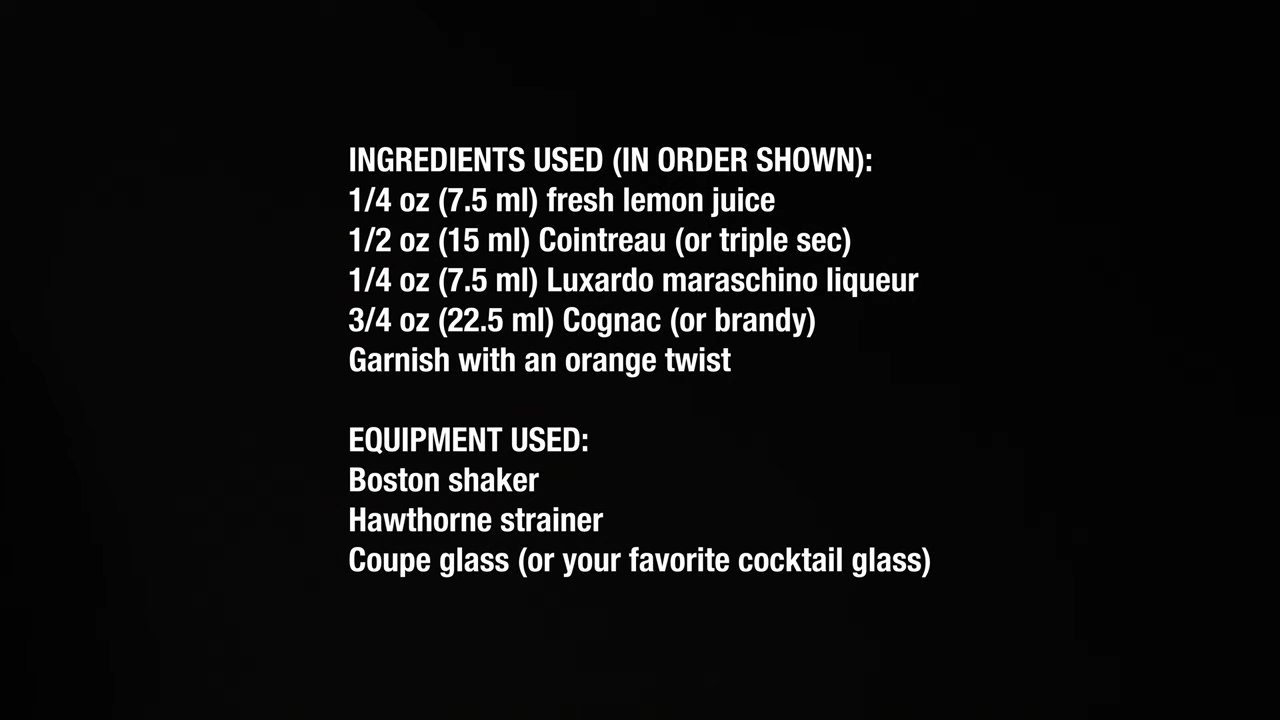 INGREDIENTS USED (IN ORDER SHOWN):
1/4 oz (7.5 ml) fresh lemon juice
1/2 oz (15 ml) Cointreau (or triple sec)
1/4 oz (7.5 ml) Luxardo maraschino liqueur
3/4 oz (22.5 ml) Cognac (or brandy)
Garnish with an orange twist
EQUIPMENT USED:
Boston shaker
Hawthorne strainer
Coupe glass (or your favorite cocktail glass)